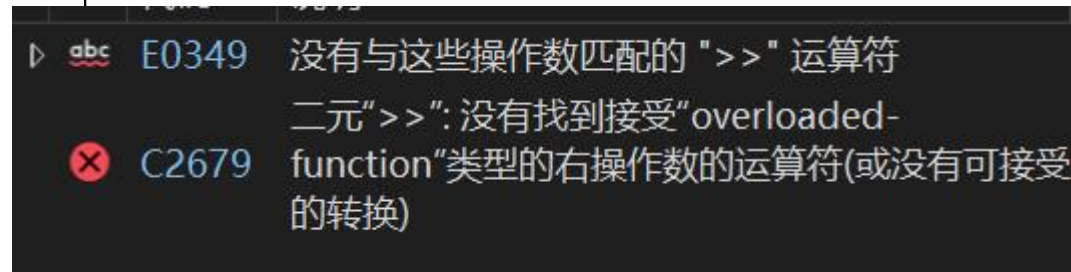 abc E0349 没有与这些操作数匹配的 ">>" 运算符
二元“>>”: 没有找到接受“overloaded-
C2679 function”类型的右操作数的运算符(或没有可接受
的转换)